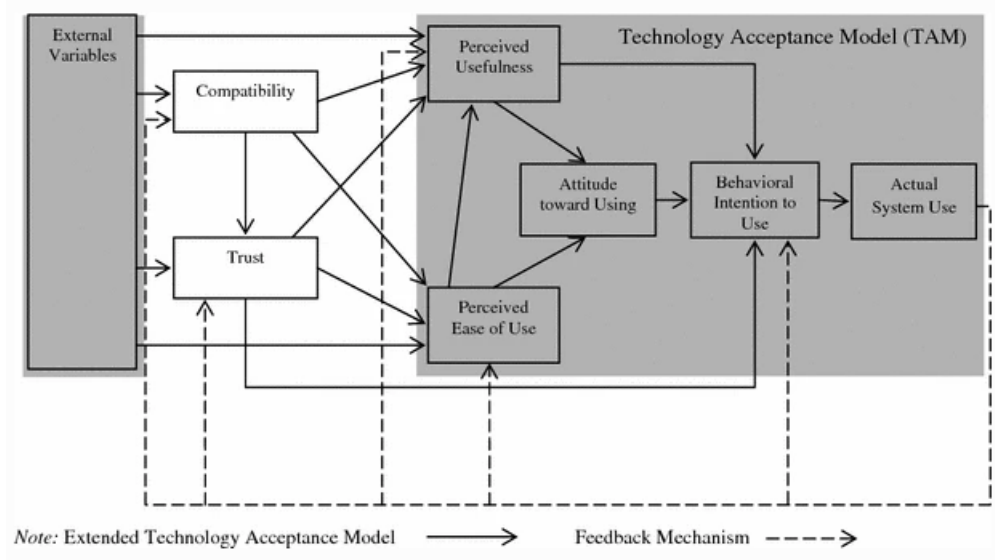 External
Variables
Compatibility
Trust
Technology Acceptance Model (TAM)
Perceived
Usefulness
Attitude
toward Using
Behavioral
Intention to
Use
Actual
System Use
Perceived
Ease of Use
Note: Extended Technology Acceptance Model
Feedback Mechanism